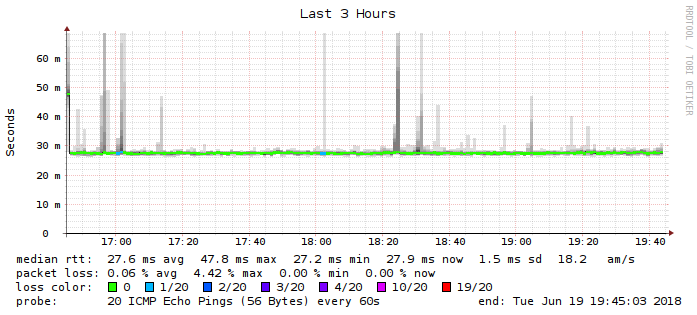 Last 3 Hours
RRDTOOL / TOBI OETIKER
Seconds
60 m
50 m
40 m
30 m
20 m
10 m
0
17:00 17:20 17:40 18:00 18:20 18:40 19:00 19:20 19:40
median rtt: 27.6 ms avg 47.8 ms max 27.2 ms min 27.9 ms now 1.5 ms sd 18.2 am/s
packet loss: 0.06 % avg 4.42 % max 0.00 % min 0.00 % now
loss color: 0 1/20 2/20 3/20 4/20 10/20 19/20
probe: 20 ICMP Echo Pings (56 Bytes) every 60s end: Tue Jun 19 19:45:03 2018